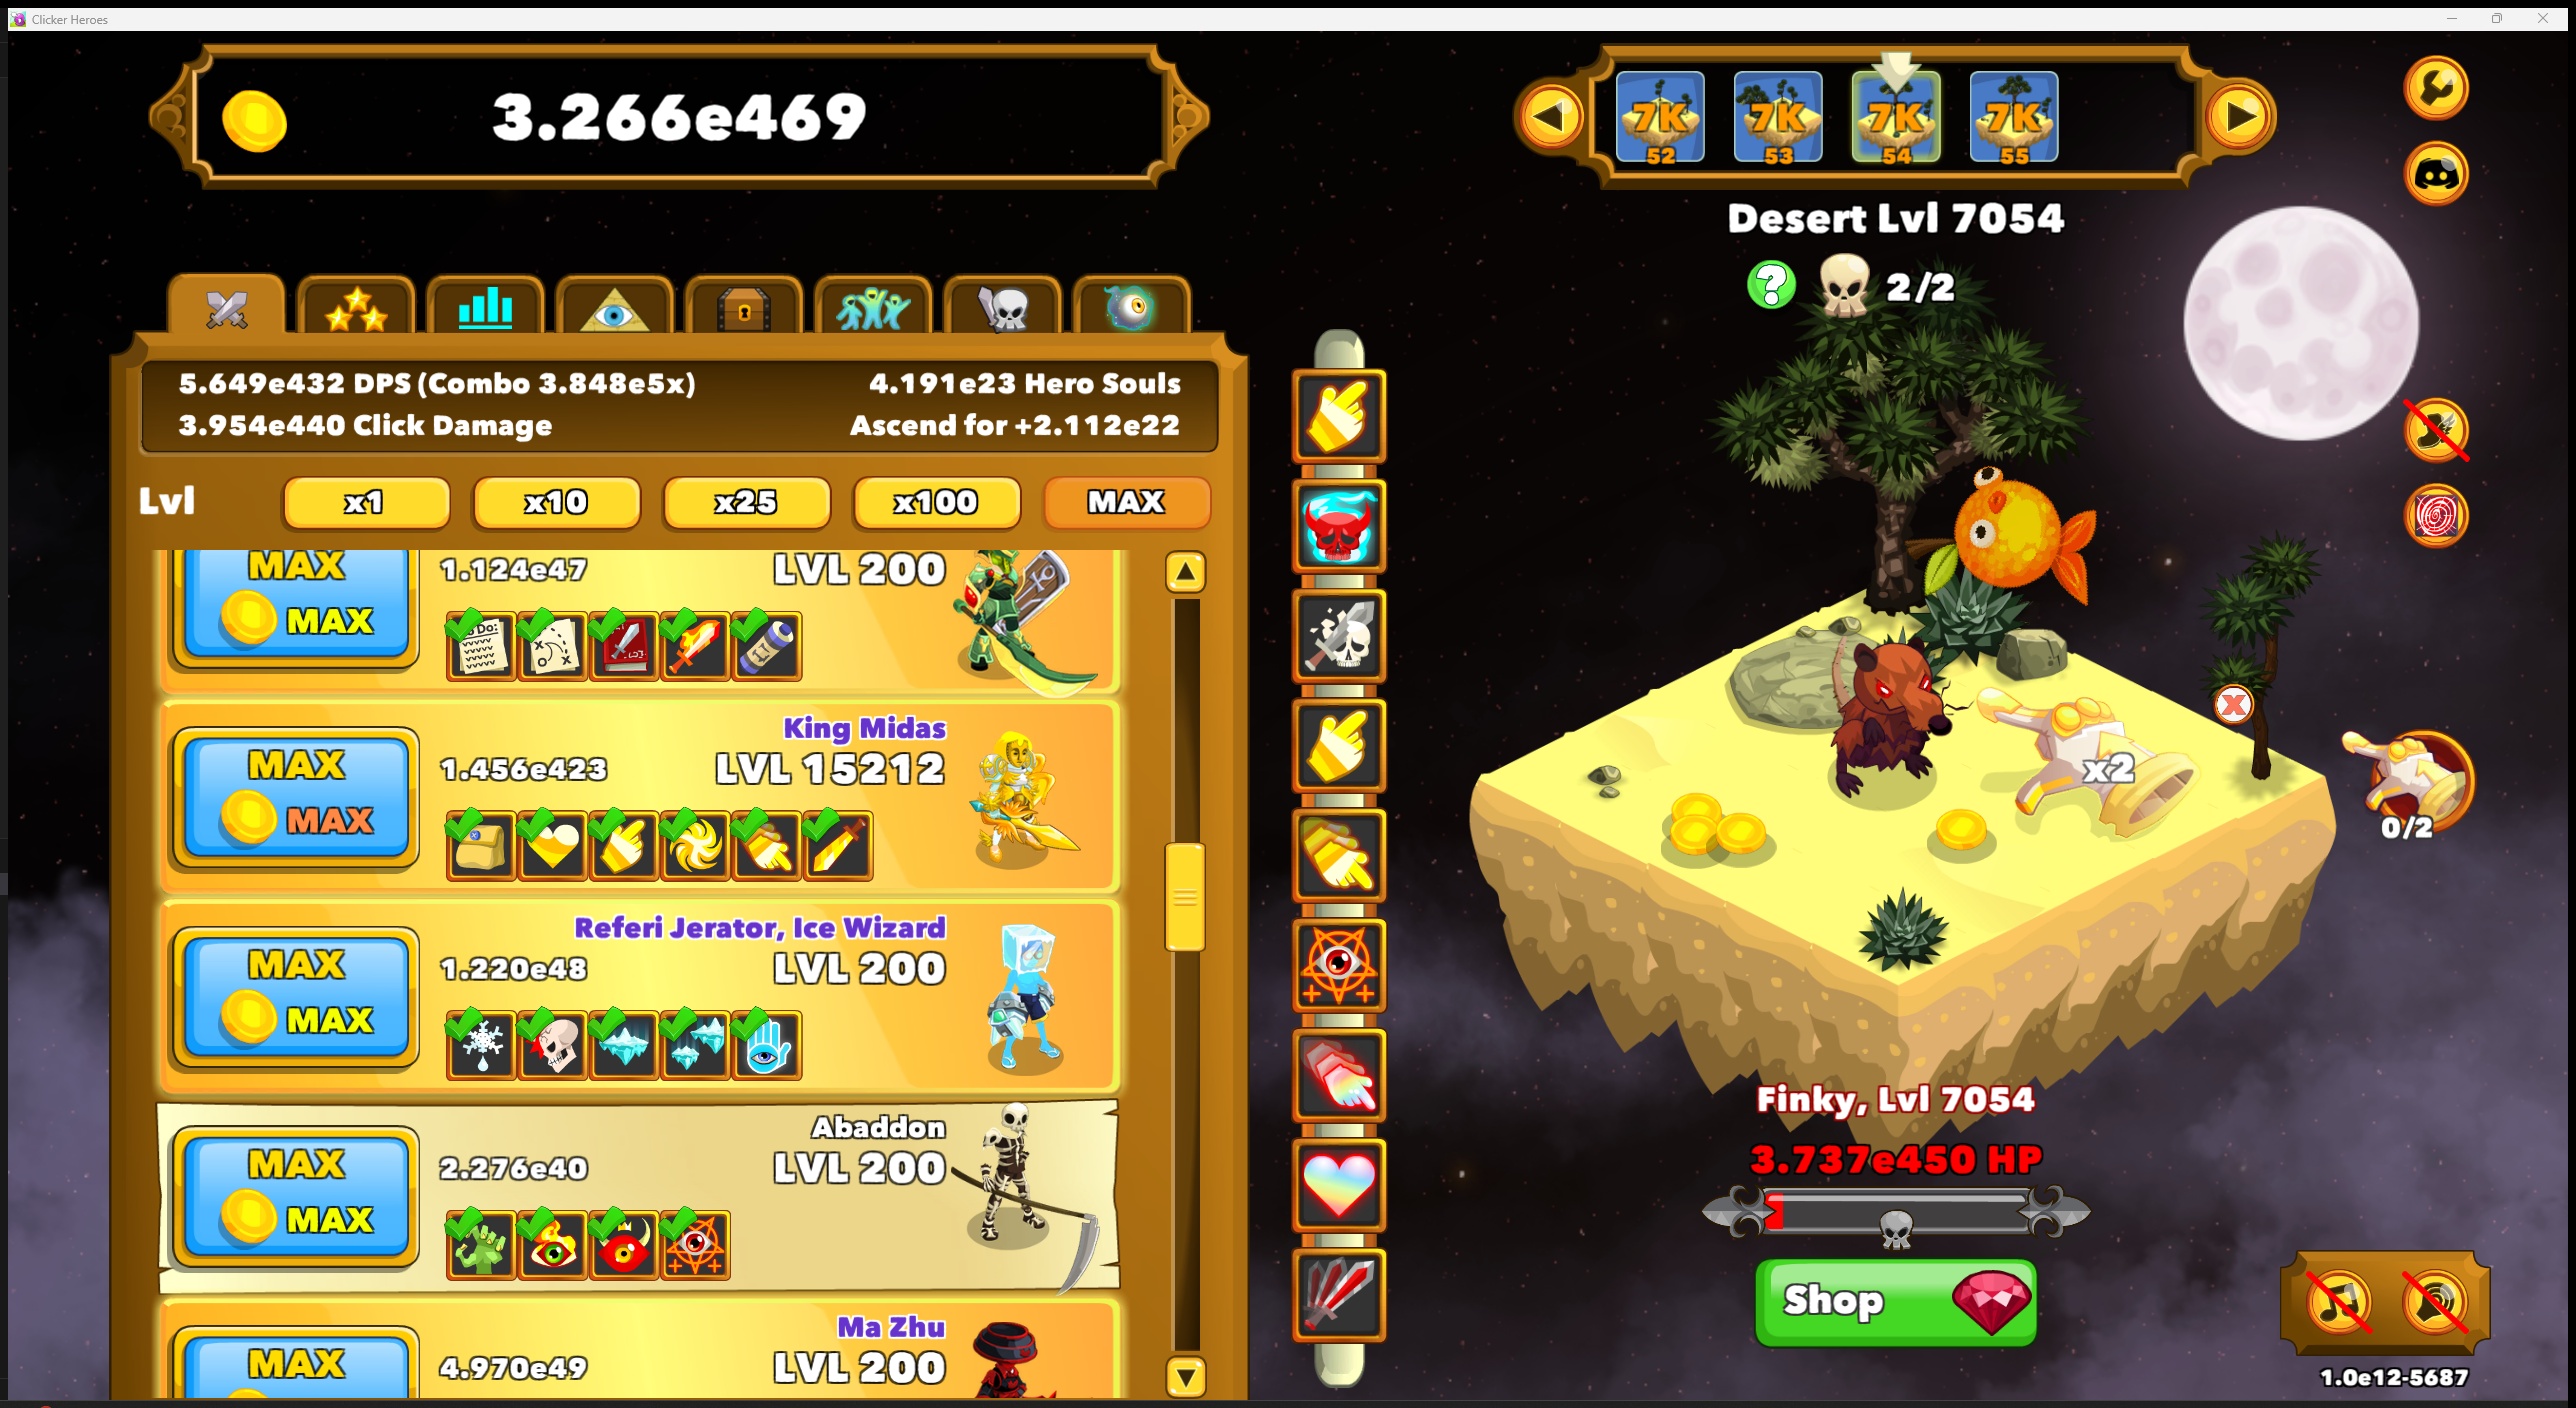 Clicker Heroes
3.266e469
7K 7K 7K 7K
52 53 54 55
Desert Lvl 7054
2/2
5.649e432 DPS (Combo 3.848e5x)
4.191e23 Hero Souls
3.954e440 Click Damage
Ascend for +2.112e22
Lvl x1 x10 x25 x100 MAX
MAX
1.124e47
LVL 200
MAX
Do:
King Midas
MAX
1.456e423
LVL 15212
MAX
Referi Jerator, Ice Wizard
MAX
1.220e48
LVL 200
MAX
Abaddon
MAX
2.276e40
LVL 200
MAX
Ma Zhu
MAX
4.970e49
LVL 200
x2
0/2
Finky, Lvl 7054
3.737e450 HP
Shop
1.0e12-5687